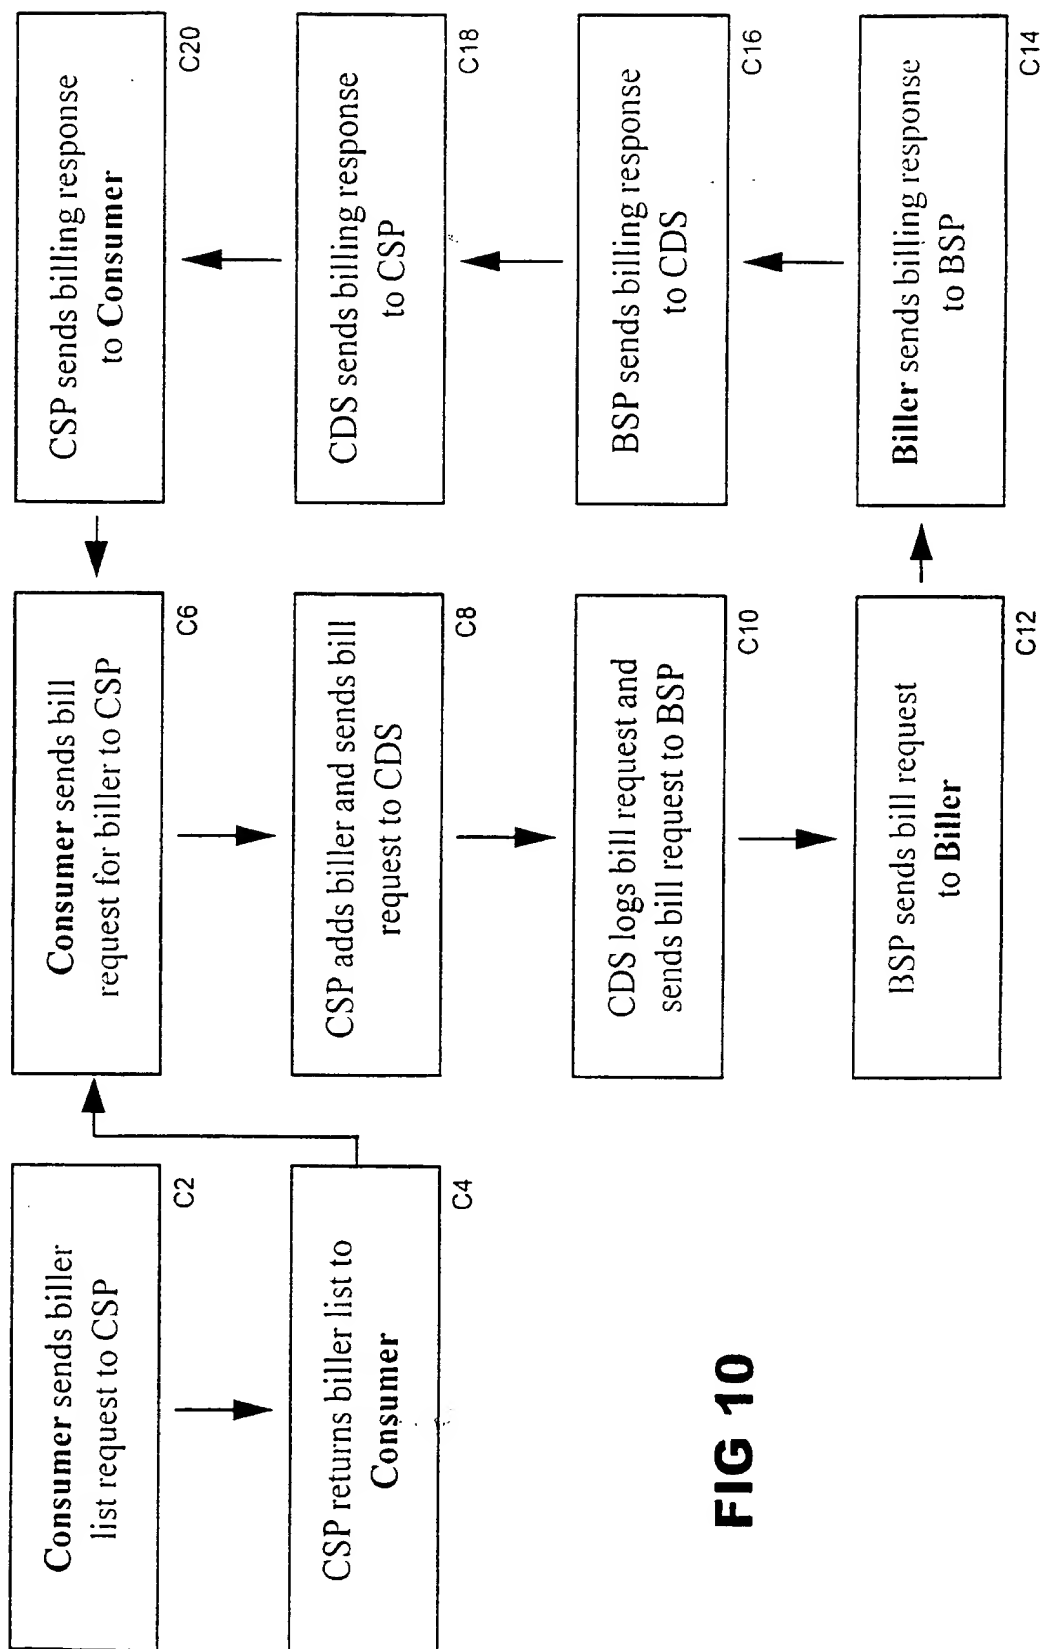 Consumer sends biller
list request to CSP
C2
CSP returns biller list to
Consumer
C4
Consumer sends bill
request for biller to CSP
C6
CSP adds biller and sends bill
request to CDS
C8
CDS logs bill request and
sends bill request to BSP
C10
BSP sends bill request
to Biller
C12
Biller sends billing response
to BSP
C14
BSP sends billing response
to CDS
C16
CDS sends billing response
to CSP
C18
CSP sends billing response
to Consumer
C20
FIG 10